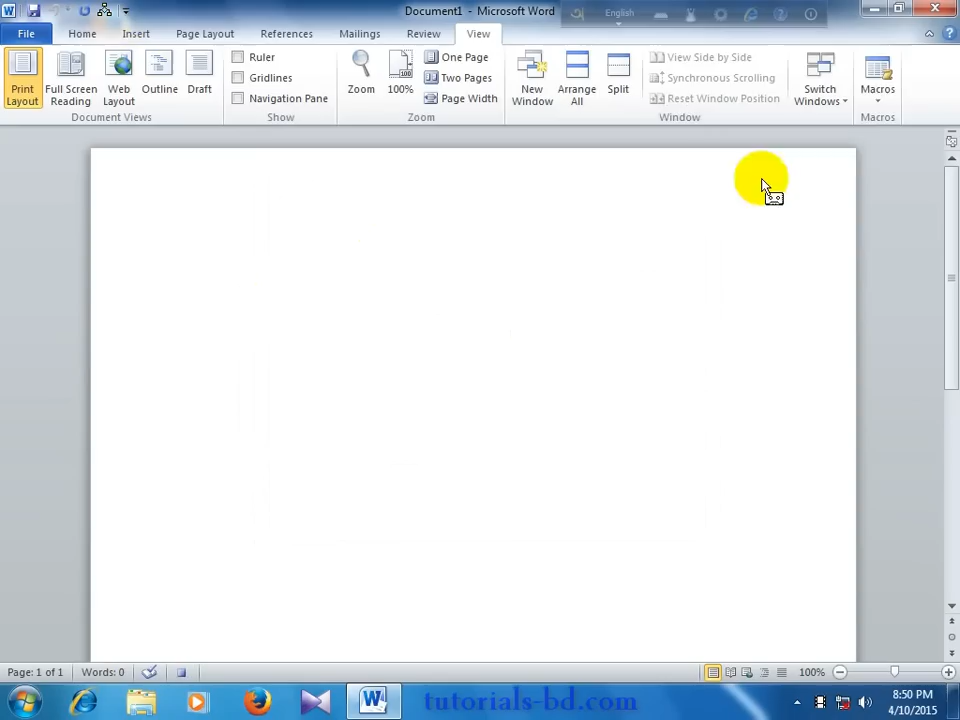 Document1 - Microsoft Word
English
File Home Insert Page Layout References Mailings Review View
Print Layout
Full Screen Reading
Web Layout
Outline
Draft
Document Views
Ruler
Gridlines
Navigation Pane
Show
Zoom
100
100%
One Page
Two Pages
Page Width
Zoom
New Window
Arrange All
Split
View Side by Side
Synchronous Scrolling
Reset Window Position
Window
Switch Windows
Macros
Macros
Page: 1 of 1 Words: 0 100%
tutorials-bd.com
8:50 PM
4/10/2015